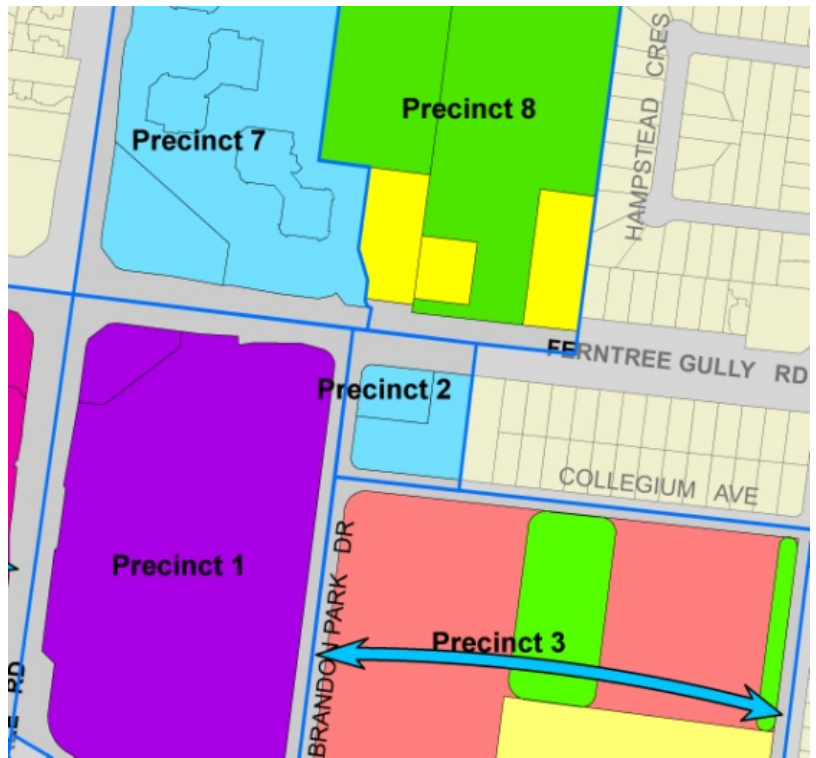 HAMPSTEAD CRES
Precinct 8
Precinct 7
FERNTREE GULLY RD
Precinct 2
COLLEGIUM AVE
BRANDON PARK DR
Precinct 1
Precinct 3
RD